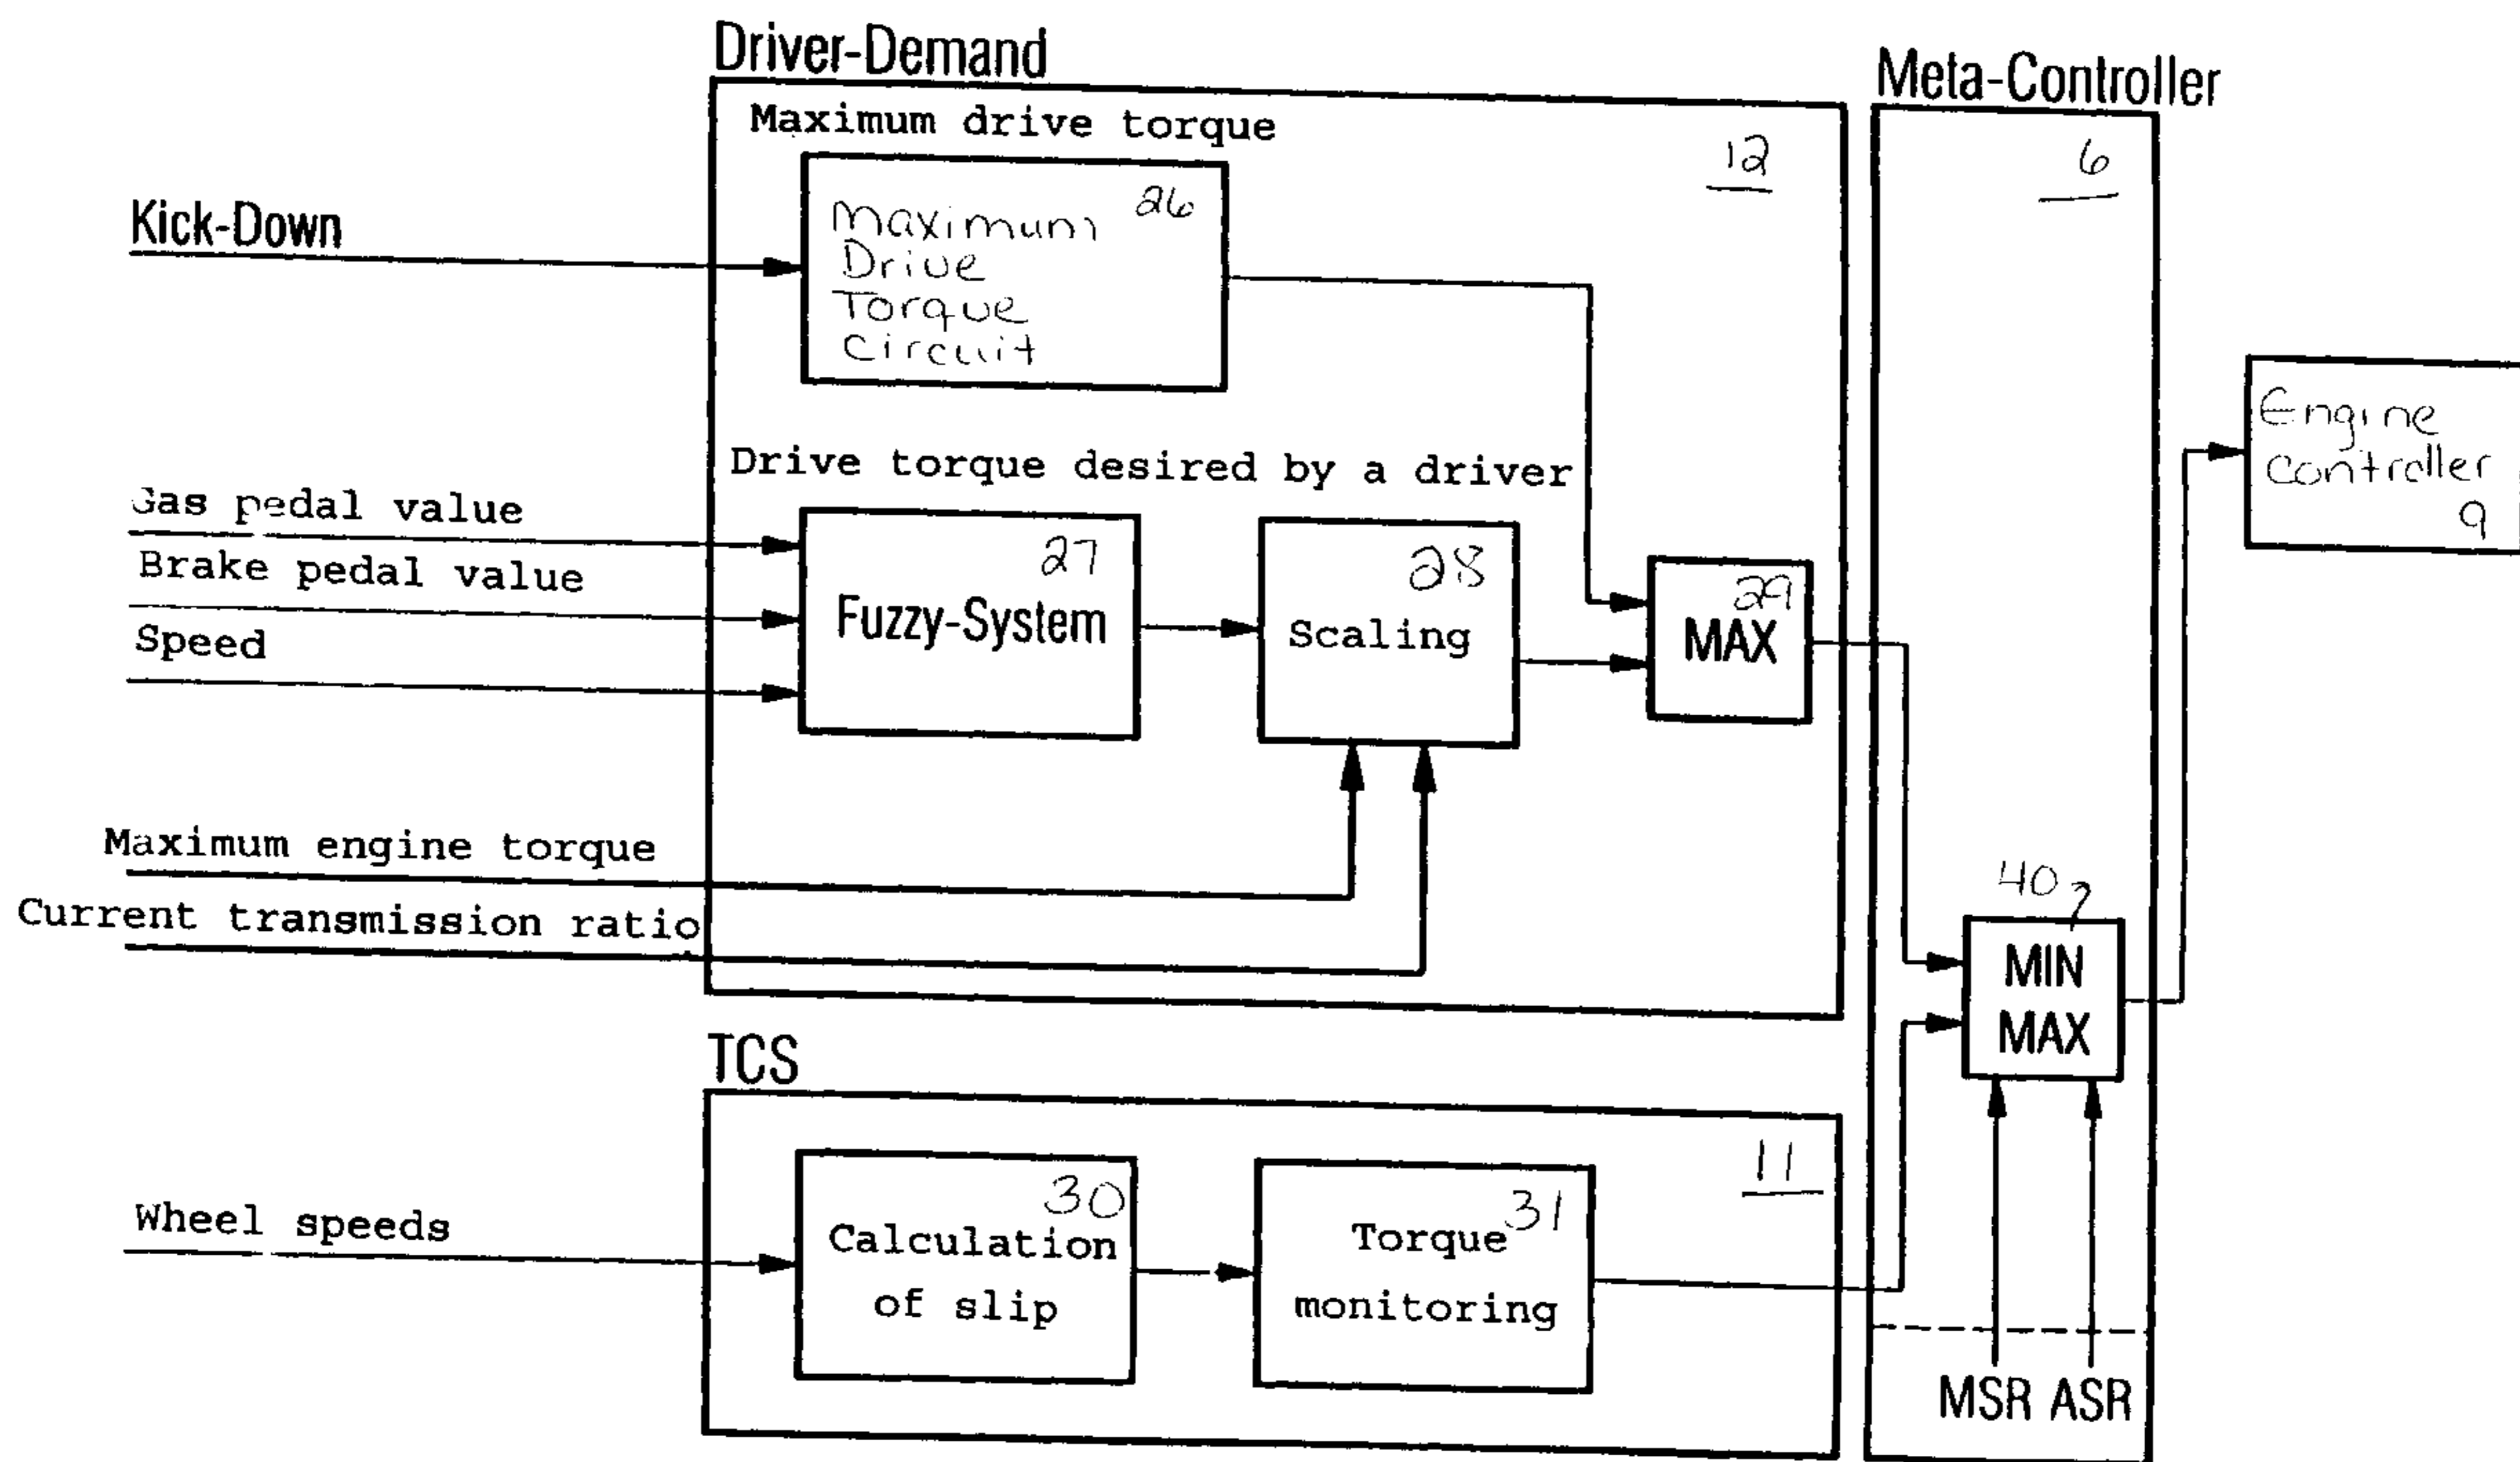 Driver-Demand
Meta-Controller
Maximum drive torque
12
6
Kick-Down
26
Maximum
Drive
Torque
Circuit
Engine
Controller
9
Drive torque desired by a driver
Gas pedal value
Brake pedal value
Speed
27
Fuzzy-System
28
Scaling
29
MAX
Maximum engine torque
Current transmission ratio
40
MIN
MAX
TCS
11
Wheel speeds
30
Calculation
of slip
31
Torque
monitoring
MSR ASR